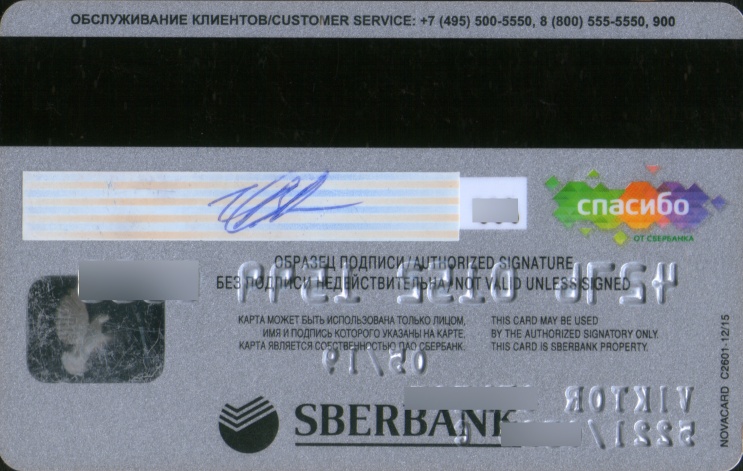 ОБСЛУЖИВАНИЕ КЛИЕНТОВ/CUSTOMER SERVICE: +7 (495) 500-5550, 8 (800) 555-5550, 900
спасибо
ОТ СБЕРБАНКА
ОБРАЗЕЦ ПОДПИСИ/AUTHORIZED SIGNATURE
БЕЗ ПОДПИСИ НЕДЕЙСТВИТЕЛЬНА/NOT VALID UNLESS SIGNED
КАРТА МОЖЕТ БЫТЬ ИСПОЛЬЗОВАНА ТОЛЬКО ЛИЦОМ,
ИМЯ И ПОДПИСЬ КОТОРОГО УКАЗАНЫ НА КАРТЕ.
КАРТА ЯВЛЯЕТСЯ СОБСТВЕННОСТЬЮ ПАО СБЕРБАНК.
THIS CARD MAY BE USED
BY THE AUTHORIZED SIGNATORY ONLY.
THIS CARD IS SBERBANK PROPERTY.
SBERBANK
VIKTOR
NOVACARD C2601-12/15